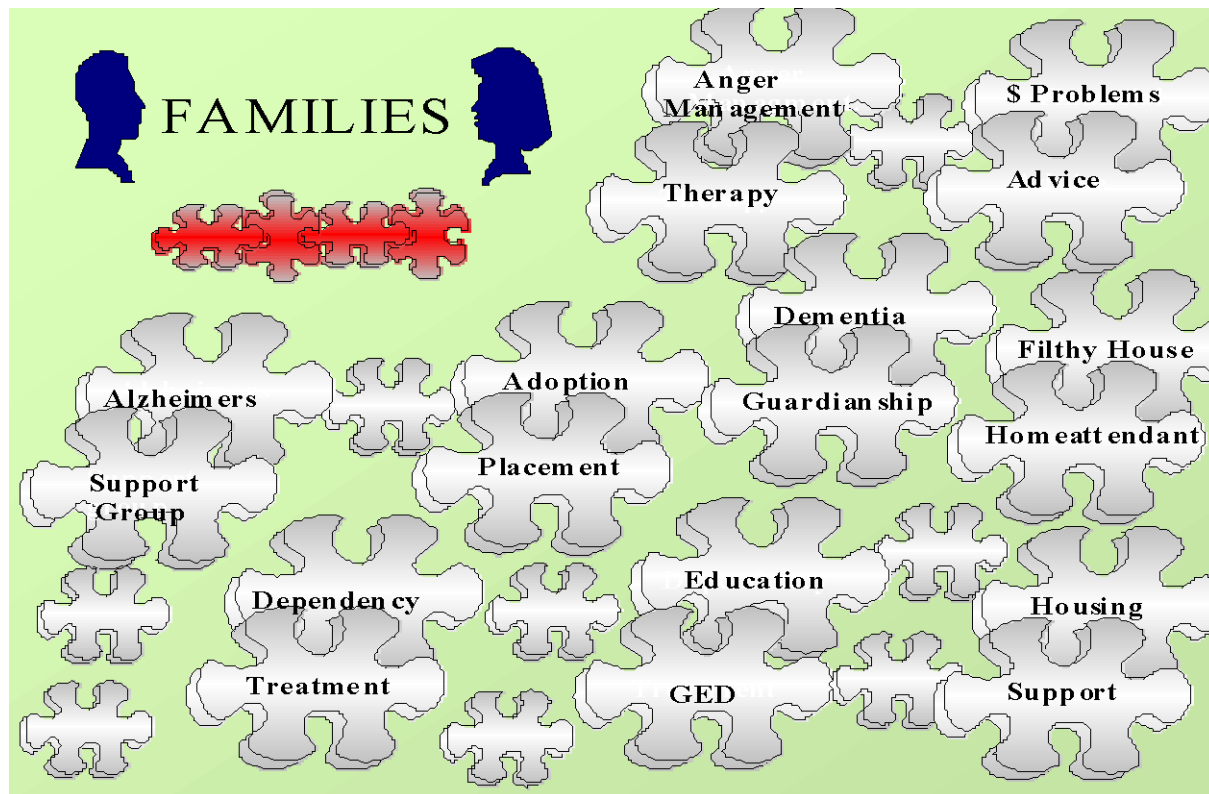 FAMILIES
Anger
Management
Therapy
$ Problems
Advice
Dementia
Guardianship
Filthy House
Homeattendant
Alzheimers
Support
Group
Adoption
Placement
Dependency
Treatment
Education
GED
Housing
Support